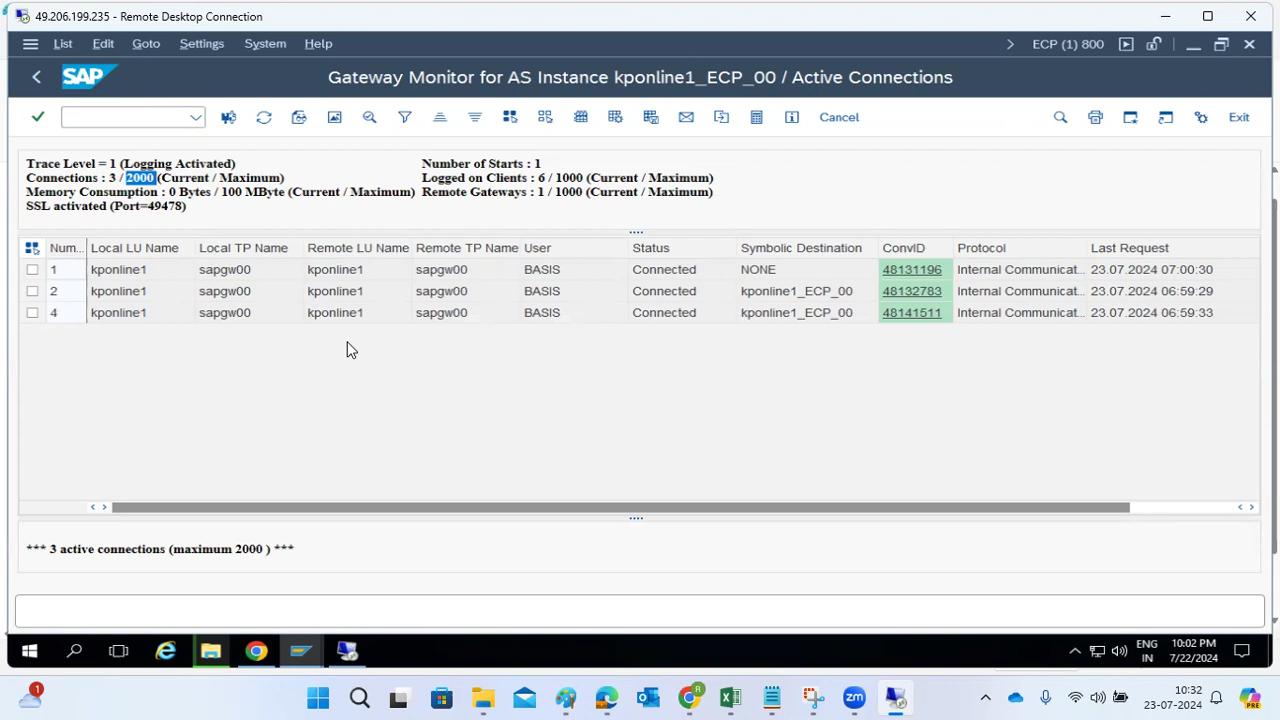 49.206.199.235 - Remote Desktop Connection
List Edit Goto Settings System Help ECP (1) 800
SAP Gateway Monitor for AS Instance kponline1_ECP_00 / Active Connections
Cancel Exit
Trace Level = 1 (Logging Activated) Number of Starts : 1
Connections : 3 / 2000 (Current / Maximum) Logged on Clients : 6 / 1000 (Current / Maximum)
Memory Consumption : 0 Bytes / 100 MByte (Current / Maximum) Remote Gateways : 1 / 1000 (Current / Maximum)
SSL activated (Port=49478)
Num... Local LU Name Local TP Name Remote LU Name Remote TP Name User Status Symbolic Destination ConvID Protocol Last Request
1 kponline1 sapgw00 kponline1 sapgw00 BASIS Connected NONE 48131196 Internal Communicat... 23.07.2024 07:00:30
2 kponline1 sapgw00 kponline1 sapgw00 BASIS Connected kponline1_ECP_00 48132783 Internal Communicat... 23.07.2024 06:59:29
4 kponline1 sapgw00 kponline1 sapgw00 BASIS Connected kponline1_ECP_00 48141511 Internal Communicat... 23.07.2024 06:59:33
*** 3 active connections (maximum 2000 ) ***
ENG 10:02 PM
IN 7/22/2024
1 R zm PRE 10:32
23-07-2024